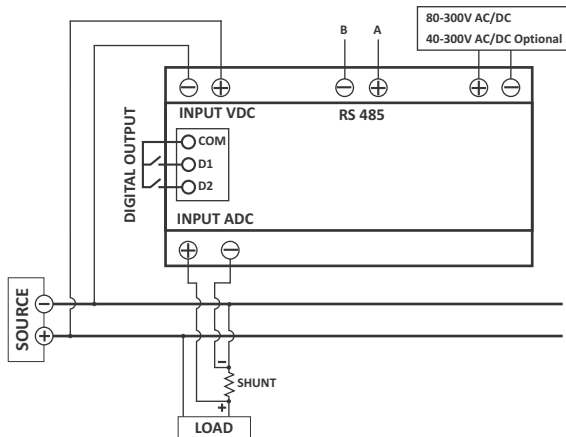 80-300V AC/DC
40-300V AC/DC Optional
B A
− + − + + −
INPUT VDC RS 485
DIGITAL OUTPUT
COM
D1
D2
INPUT ADC
+ −
SOURCE
−
+
−
SHUNT
+
LOAD